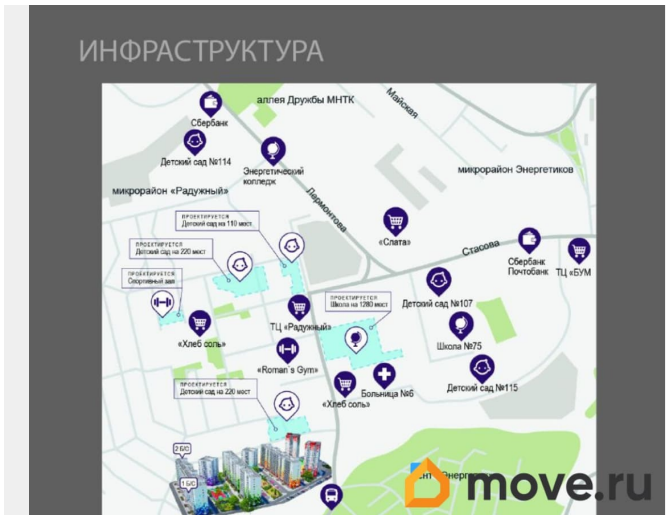 ИНФРАСТРУКТУРА
аллея Дружбы МНТК
Майская
Сбербанк
Детский сад №114
Энергетический
колледж
микрорайон Энергетиков
микрорайон «Радужный»
Лермонтова
ПРОЕКТИРУЕТСЯ
Детский сад на 110 мест
«Слата»
Стасова
ПРОЕКТИРУЕТСЯ
Детский сад на 220 мест
Сбербанк
Почтобанк
ТЦ «БУМ
ПРОЕКТИРУЕТСЯ
Спортивный зал
ПРОЕКТИРУЕТСЯ
Школа на 1280 мест
Детский сад №107
ТЦ «Радужный»
«Хлеб соль»
Школа №75
«Roman`s Gym»
ПРОЕКТИРУЕТСЯ
Детский сад на 220 мест
«Хлеб соль»
Больница №6
Детский сад №115
2 Б/С
1 Б/С
move.ru